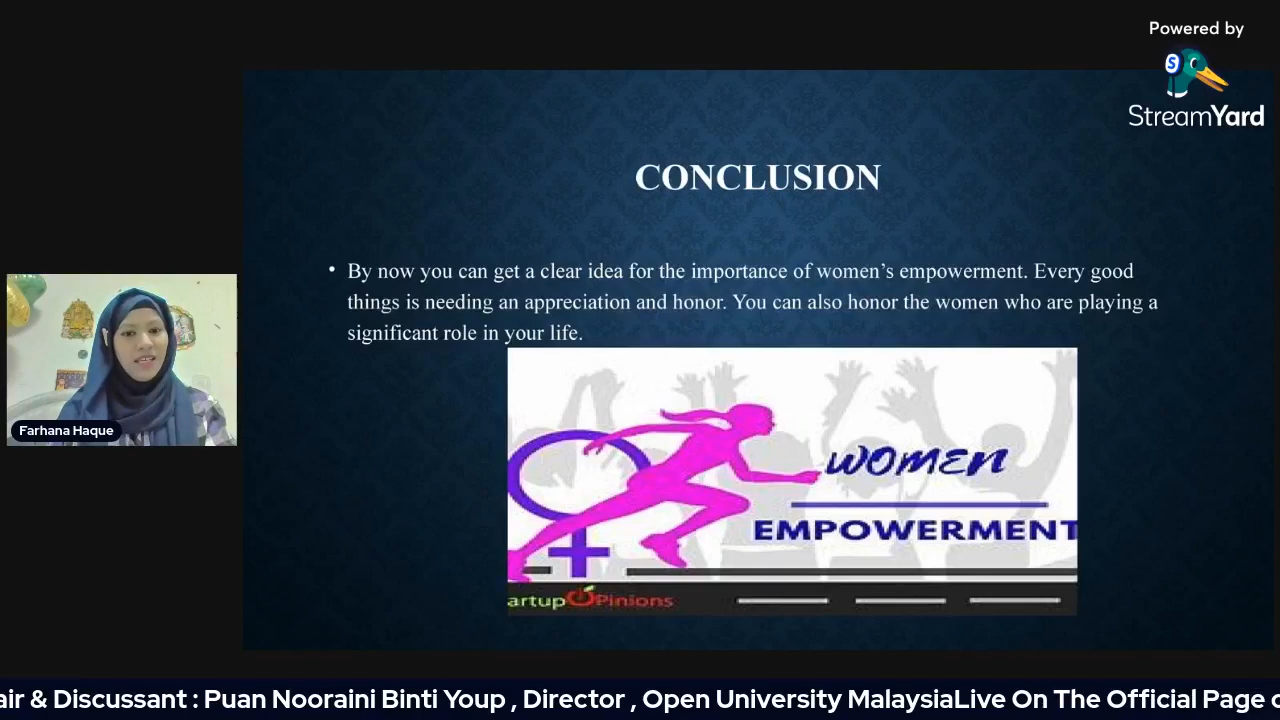 Powered by
StreamYard
CONCLUSION
• By now you can get a clear idea for the importance of women’s empowerment. Every good
things is needing an appreciation and honor. You can also honor the women who are playing a
significant role in your life.
Farhana Haque
women
EMPOWERMENT
artup Pinions
air & Discussant : Puan Nooraini Binti Youp , Director , Open University MalaysiaLive On The Official Page